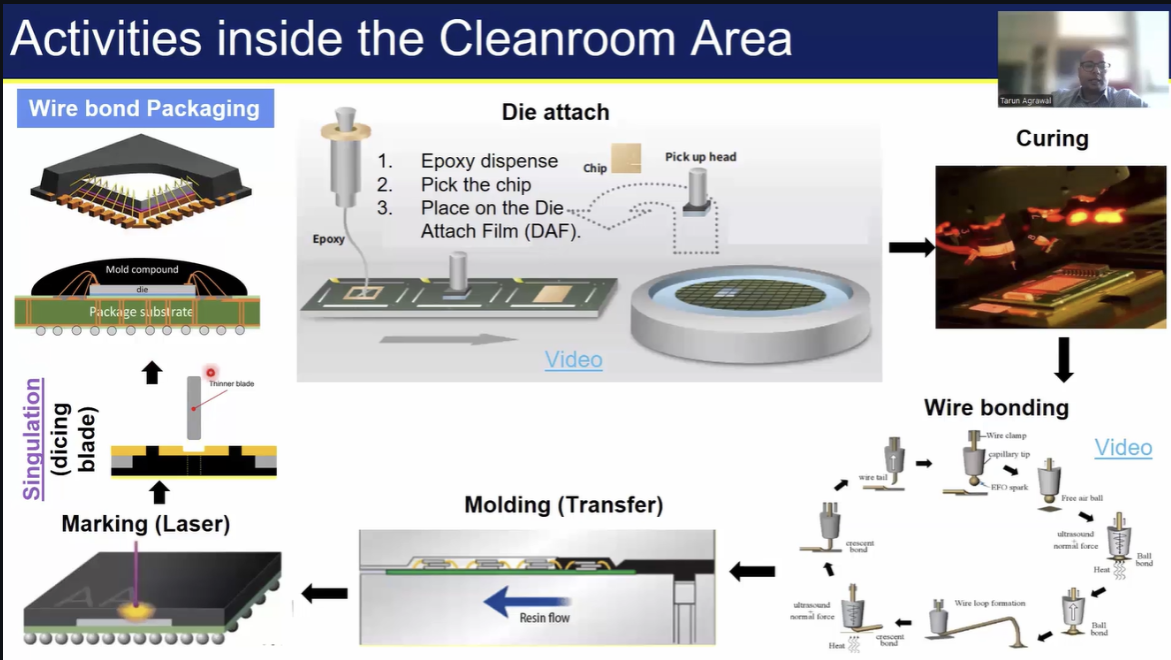 Activities inside the Cleanroom Area
Tarun Agrawal
Wire bond Packaging
Mold compound
die
Package substrate
Die attach
1. Epoxy dispense
2. Pick the chip
3. Place on the Die
Attach Film (DAF).
Chip
Pick up head
Epoxy
Video
Curing
Wire bonding
Video
Wire clamp
capillary tip
EFO spark
wire tail
Free air ball
ultrasound
normal force
Heat
Ball
bond
Ball
bond
Wire loop formation
ultrasound
normal force
Heat
crescent
bond
crescent
bond
Molding (Transfer)
Resin flow
Marking (Laser)
AA
Singulation
(dicing
blade)
Thinner blade